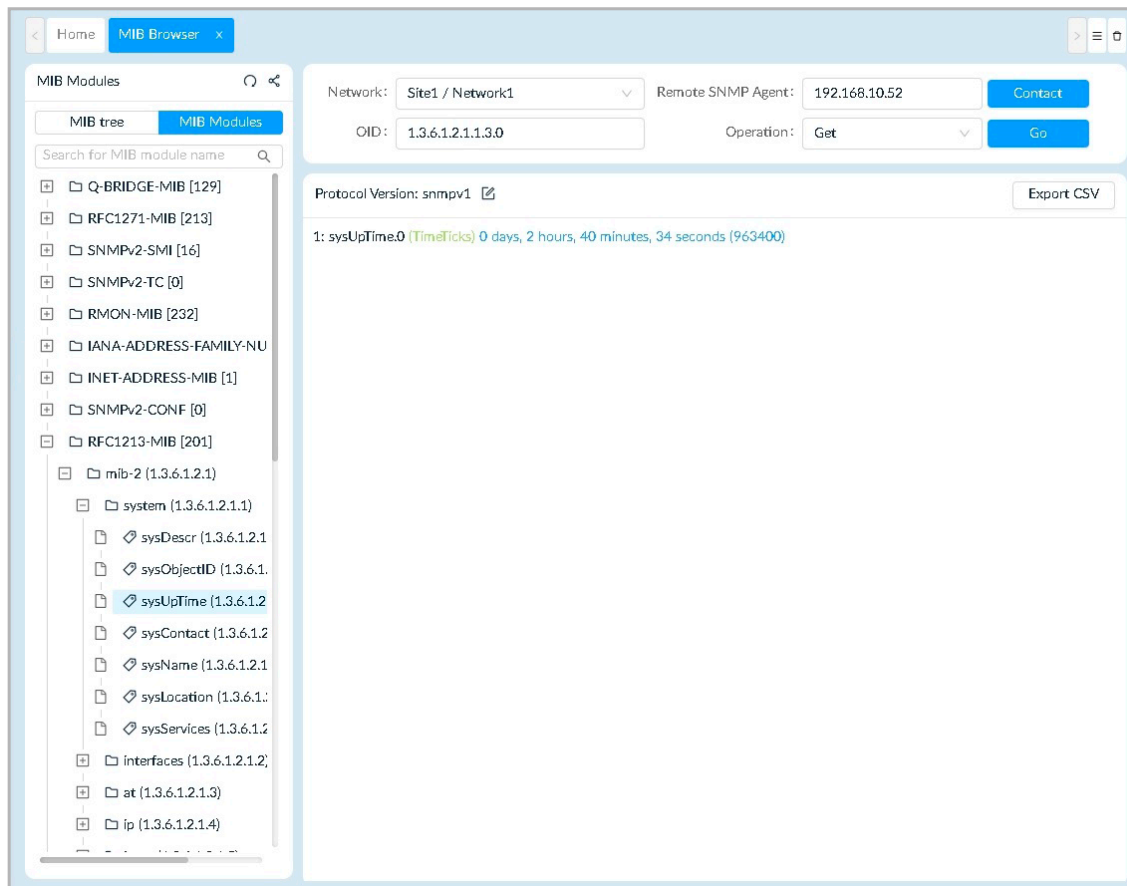 Home
MIB Browser x
MIB Modules
MIB tree
MIB Modules
Search for MIB module name
Q-BRIDGE-MIB [129]
RFC1271-MIB [213]
SNMPv2-SMI [16]
SNMPv2-TC [0]
RMON-MIB [232]
IANA-ADDRESS-FAMILY-NU
INET-ADDRESS-MIB [1]
SNMPv2-CONF [0]
RFC1213-MIB [201]
mib-2 (1.3.6.1.2.1)
system (1.3.6.1.2.1.1)
sysDescr (1.3.6.1.2.1
sysObjectID (1.3.6.1.
sysUpTime (1.3.6.1.2
sysContact (1.3.6.1.2
sysName (1.3.6.1.2.1
sysLocation (1.3.6.1.:
sysServices (1.3.6.1.2
interfaces (1.3.6.1.2.1.2)
at (1.3.6.1.2.1.3)
ip (1.3.6.1.2.1.4)
Network: Site1 / Network1 Remote SNMP Agent: 192.168.10.52 Contact
OID: 1.3.6.1.2.1.1.3.0 Operation: Get Go
Protocol Version: snmpv1 Export CSV
1: sysUpTime.0 (TimeTicks) 0 days, 2 hours, 40 minutes, 34 seconds (963400)